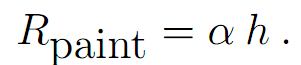 R_paint = α h .